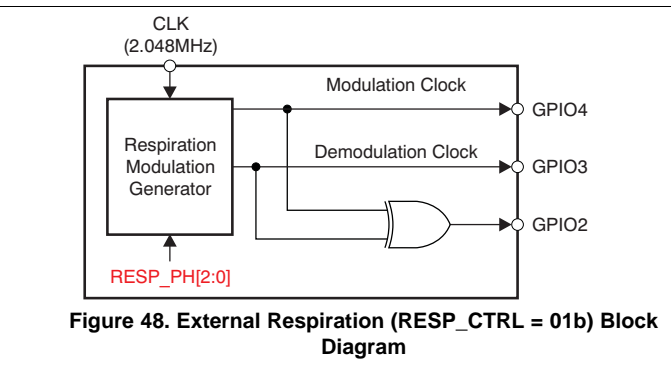 CLK
(2.048MHz)
Modulation Clock
GPIO4
Respiration
Modulation
Generator
Demodulation Clock
GPIO3
GPIO2
RESP_PH[2:0]
Figure 48. External Respiration (RESP_CTRL = 01b) Block
Diagram